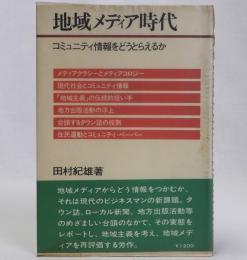 地域メディア時代
コミュニティ情報をどうとらえるか
メディアクラシーとメディアコロジー
現代社会とコミュニティ情報
「地域主義」の伝統的担い手
地方出版活動の浮上
台頭するタウン誌の役割
住民運動とコミュニティ・ペーパー
田村紀雄著
地域メディアからどう情報をつかむか、
それは現代のビジネスマンの新課題。タ
ウン誌、ローカル新聞、地方出版活動等
のめざましい台頭のなかで、その実態を
レポートし、地域主義を考え、地域メデ
ィアを再評価する労作。
¥1300